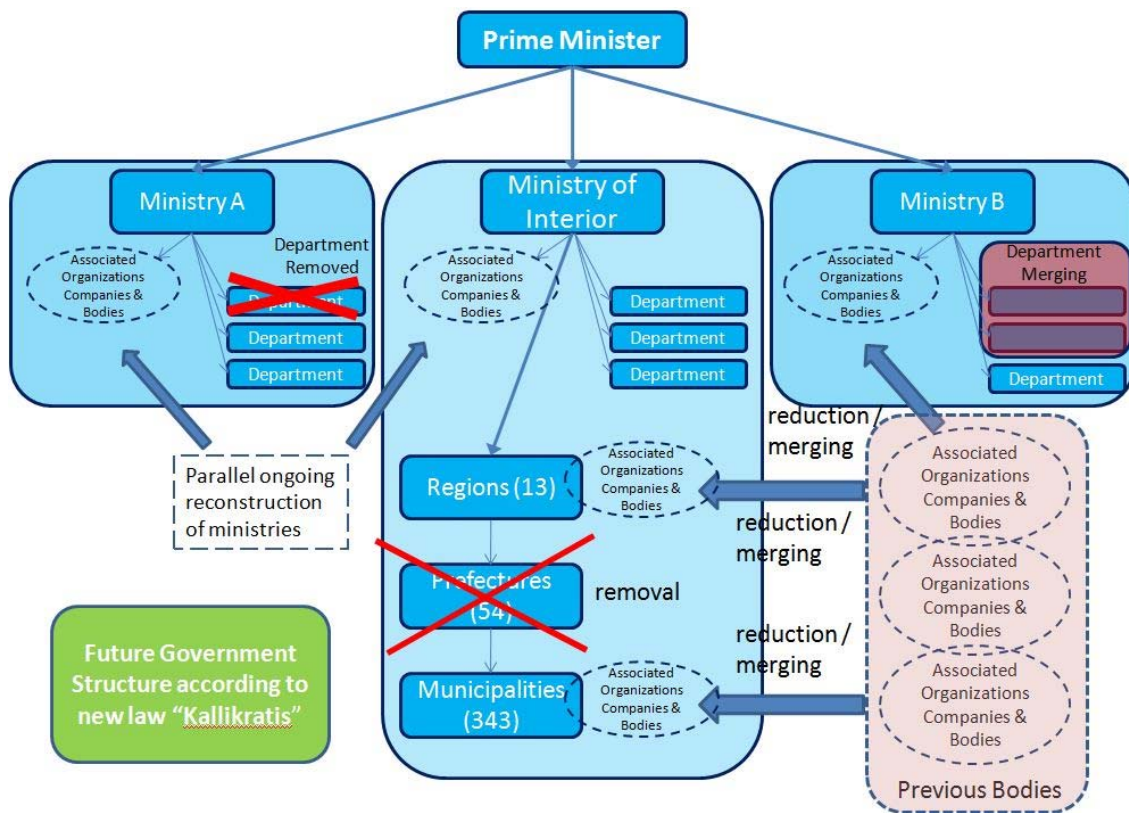 Prime Minister
Ministry A
Associated
Organizations
Companies &
Bodies
Department
Removed
Department
Department
Department
Ministry of
Interior
Associated
Organizations
Companies &
Bodies
Department
Department
Department
Ministry B
Associated
Organizations
Companies &
Bodies
Department
Merging
Department
Parallel ongoing
reconstruction
of ministries
Regions (13)
Associated
Organizations
Companies &
Bodies
Prefectures
(54)
removal
Municipalities
(343)
Associated
Organizations
Companies &
Bodies
reduction /
merging
reduction /
merging
reduction /
merging
Associated
Organizations
Companies &
Bodies
Associated
Organizations
Companies &
Bodies
Associated
Organizations
Companies &
Bodies
Previous Bodies
Future Government
Structure according to
new law “Kallikratis”